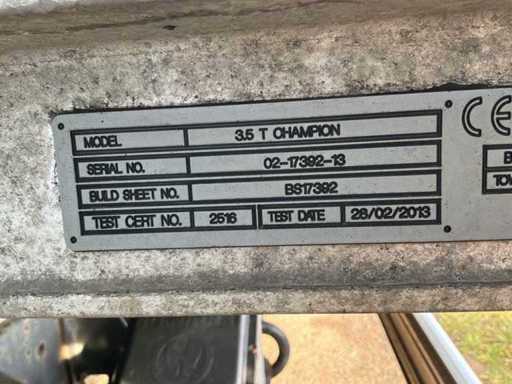 MODEL 3.5 T CHAMPION
SERIAL NO. 02-17392-13
BUILD SHEET NO. BS17392
TEST CERT NO. 2516 TEST DATE 28/02/2013
CE
B
TOW